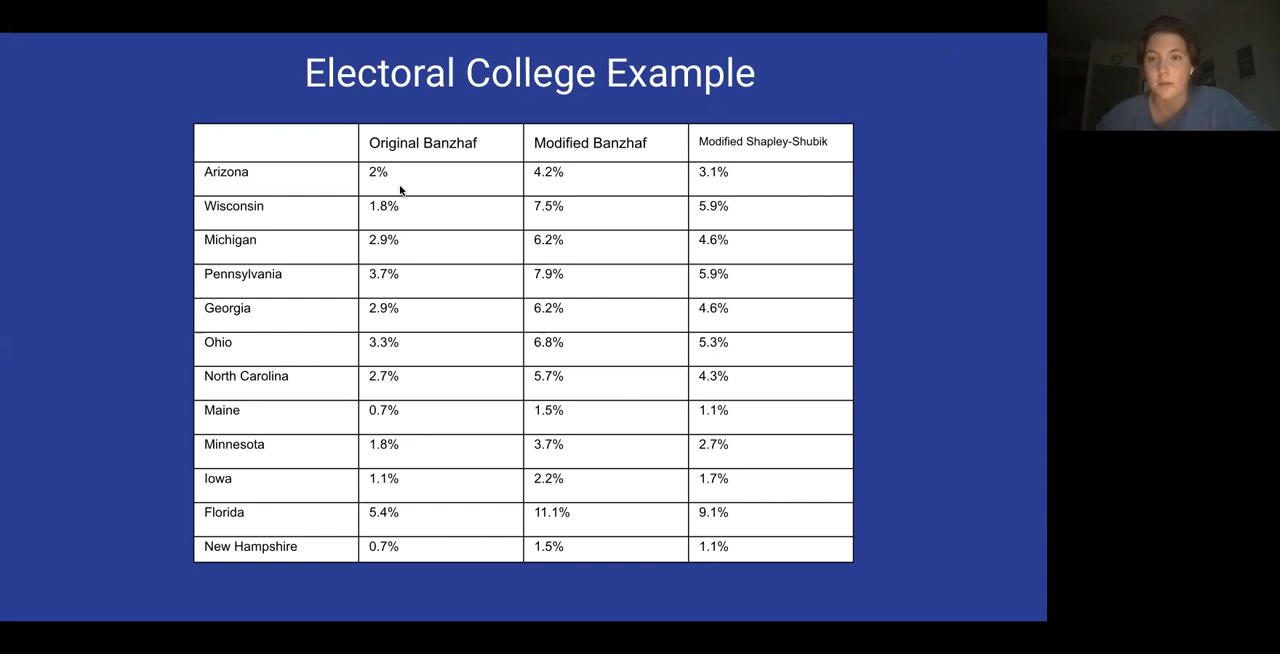 Electoral College Example
Original Banzhaf Modified Banzhaf Modified Shapley-Shubik
Arizona 2% 4.2% 3.1%
Wisconsin 1.8% 7.5% 5.9%
Michigan 2.9% 6.2% 4.6%
Pennsylvania 3.7% 7.9% 5.9%
Georgia 2.9% 6.2% 4.6%
Ohio 3.3% 6.8% 5.3%
North Carolina 2.7% 5.7% 4.3%
Maine 0.7% 1.5% 1.1%
Minnesota 1.8% 3.7% 2.7%
Iowa 1.1% 2.2% 1.7%
Florida 5.4% 11.1% 9.1%
New Hampshire 0.7% 1.5% 1.1%